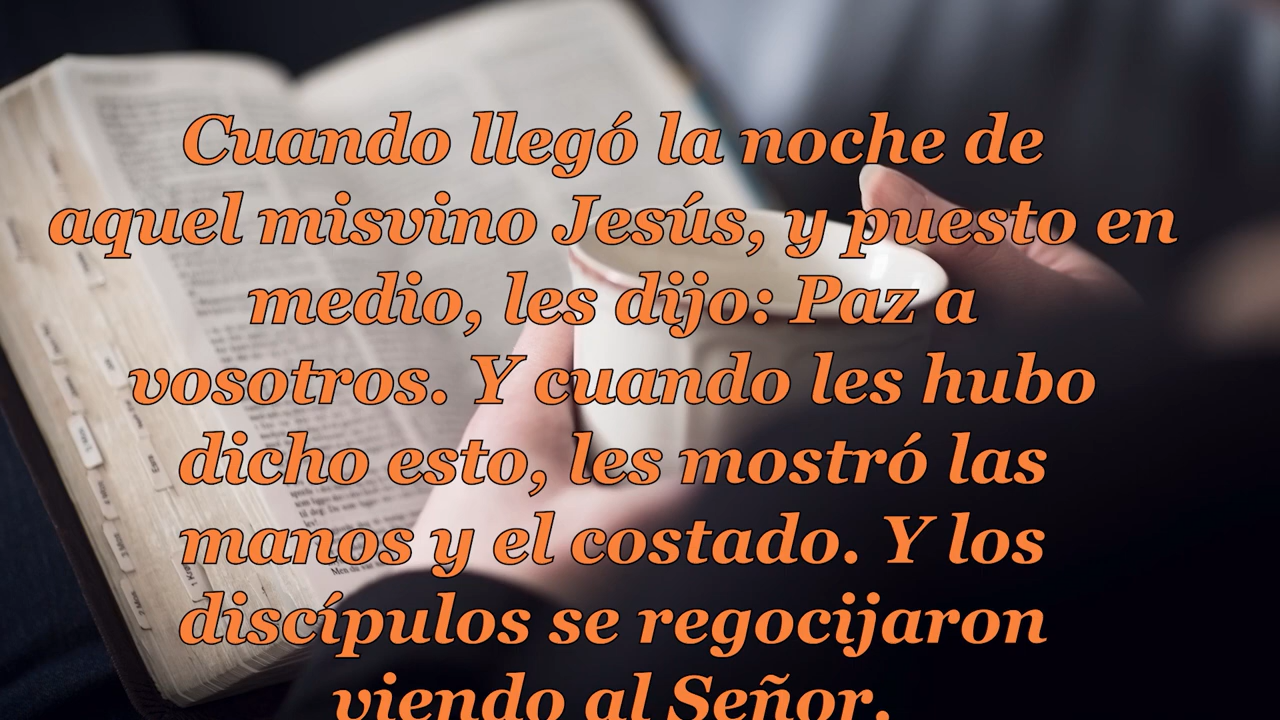 Cuando llegó la noche de
aquel misvino Jesús, y puesto en
medio, les dijo: Paz a
vosotros. Y cuando les hubo
dicho esto, les mostró las
manos y el costado. Y los
discípulos se regocijaron
viendo al Señor.